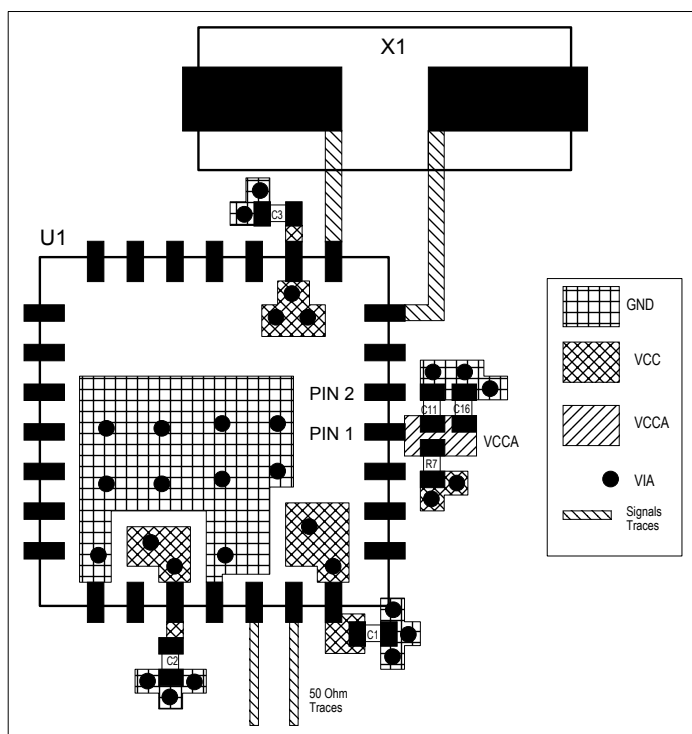 X1
C3
U1
GND
VCC
VCCA
VIA
Signals
Traces
PIN 2
PIN 1
C11
C16
VCCA
R7
C1
C2
50 Ohm
Traces